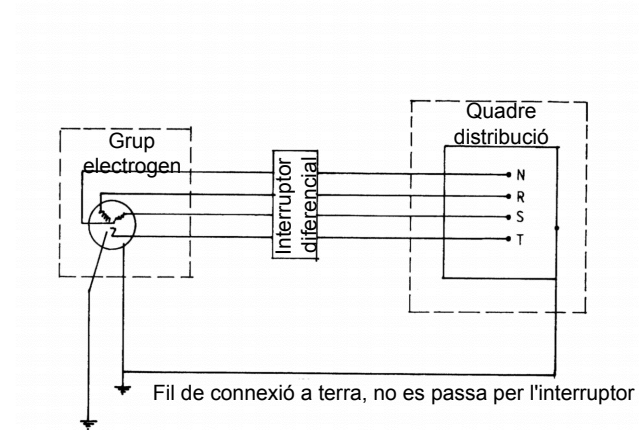 Quadre
distribució
Grup
electrogen
Interruptor
diferencial
N
R
S
T
Fil de connexió a terra, no es passa per l'interruptor